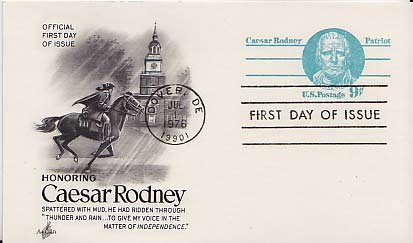 OFFICIAL
FIRST DAY
OF ISSUE
Caesar Rodney Patriot
U.S. Postage 9¢
DOVER, DE
JUL
1
1976
19901
FIRST DAY OF ISSUE
HONORING
Caesar Rodney
SPATTERED WITH MUD, HE HAD RIDDEN THROUGH
"THUNDER AND RAIN...TO GIVE MY VOICE IN THE
MATTER OF INDEPENDENCE."
ArtCraft